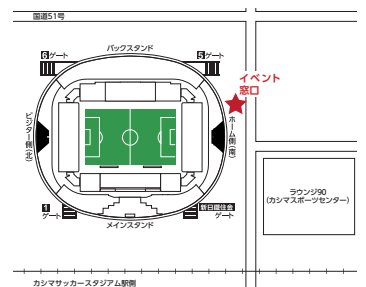 国道51号
バックスタンド
6ゲート
5ゲート
イベント
窓口
ビジター側(北)
ホーム側(南)
ラウンジ90
(カシマスポーツセンター)
1
ゲート
ゲート
メインスタンド
カシマサッカースタジアム駅側